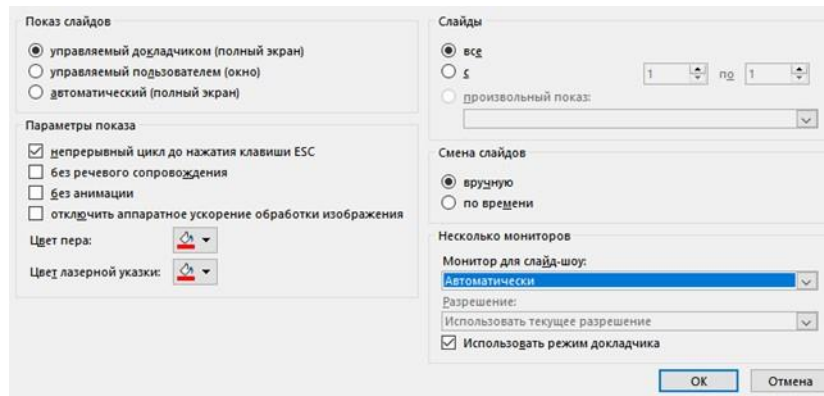 Показ слайдов
управляемый докладчиком (полный экран)
управляемый пользователем (окно)
автоматический (полный экран)
Параметры показа
непрерывный цикл до нажатия клавиши ESC
без речевого сопровождения
без анимации
отключить аппаратное ускорение обработки изображения
Цвет пера:
Цвет лазерной указки:
Слайды
все
с 1 по 1
произвольный показ:
Смена слайдов
вручную
по времени
Несколько мониторов
Монитор для слайд-шоу:
Автоматически
Разрешение:
Использовать текущее разрешение
Использовать режим докладчика
ОК Отмена